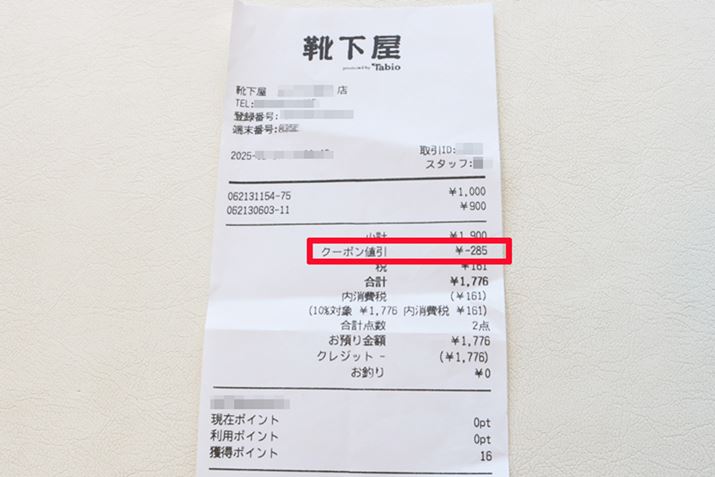 靴下屋
produced by Tabio
靴下屋 店
TEL:
登録番号:
端末番号:
2025- 取引ID:
スタッフ:
062131154-75 ¥1,000
062130603-11 ¥900
小計 ¥1,900
クーポン値引 ¥-285
税 ¥161
合計 ¥1,776
内消費税 (¥161)
(10%対象 ¥1,776 内消費税 ¥161)
合計点数 2点
お預り金額 ¥1,776
クレジット - (¥1,776)
お釣り ¥0
現在ポイント 0pt
利用ポイント 0pt
獲得ポイント 16